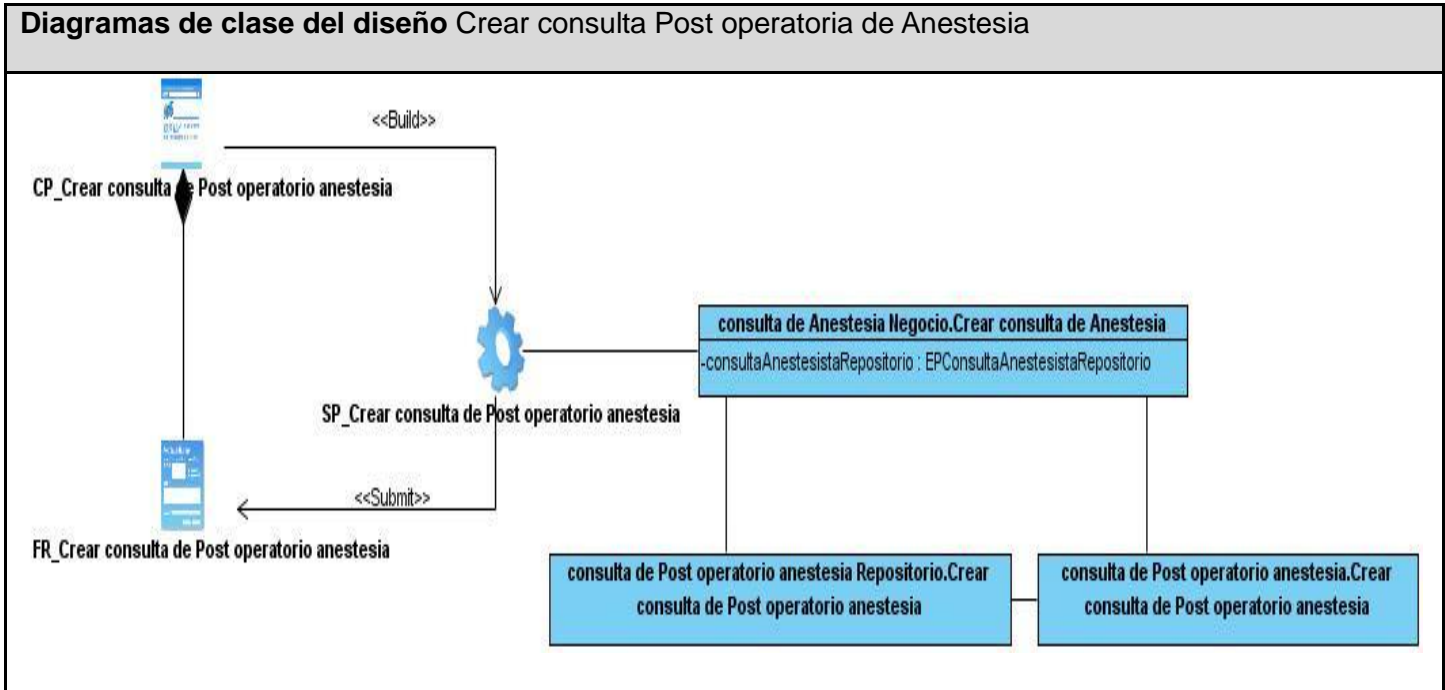 Diagramas de clase del diseño Crear consulta Post operatoria de Anestesia
<<Build>>
CP_Crear consulta de Post operatorio anestesia
consulta de Anestesia Negocio.Crear consulta de Anestesia
-consultaAnestesistaRepositorio : EPConsultaAnestesistaRepositorio
SP_Crear consulta de Post operatorio anestesia
<<Submit>>
FR_Crear consulta de Post operatorio anestesia
consulta de Post operatorio anestesia Repositorio.Crear
consulta de Post operatorio anestesia
consulta de Post operatorio anestesia.Crear
consulta de Post operatorio anestesia